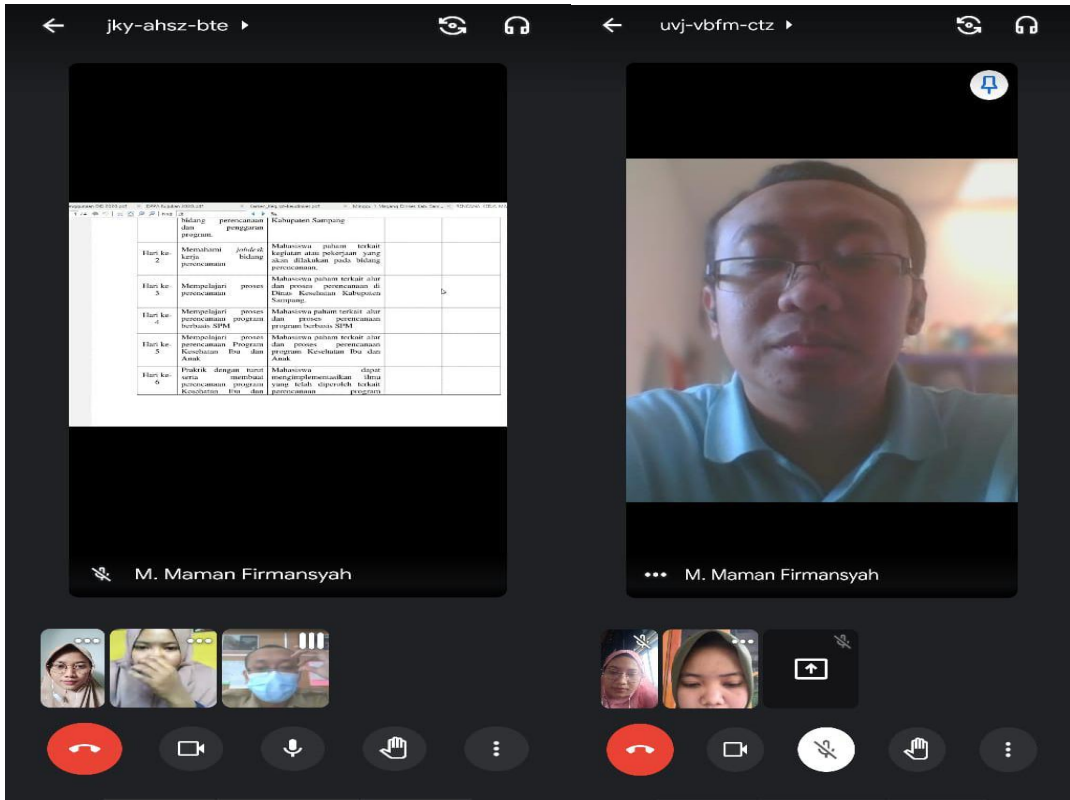 jky-ahsz-bte
bidang perencanaan
dan penggaran
program.
Kabupaten Sampang
Hari ke-
2
Memahami jobdesk
kerja bidang
perencanaan
Mahasiswa paham terkait
kegiatan atau pekerjaan yang
akan dilakukan pada bidang
perencanaan.
Hari ke-
3
Mempelajari proses
perencanaan
Mahasiswa paham terkait alur
dan proses perencanaan di
Dinas Kesehatan Kabupaten
Sampang.
Hari ke-
4
Mempelajari proses
perencanaan program
berbasis SPM
Mahasiswa paham terkait alur
dan proses perencanaan
program berbasis SPM
Hari ke-
5
Mempelajari proses
perencanaan Program
Kesehatan Ibu dan
Anak
Mahasiswa paham terkait alur
dan proses perencanaan
program Kesehatan Ibu dan
Anak
Hari ke-
6
Praktik dengan turut
serta membuat
perencanaan program
Kesehatan Ibu dan
Mahasiswa dapat
mengimplementasikan ilmu
yang telah diperoleh terkait
perencanaan program
M. Maman Firmansyah
uvj-vbfm-ctz
M. Maman Firmansyah